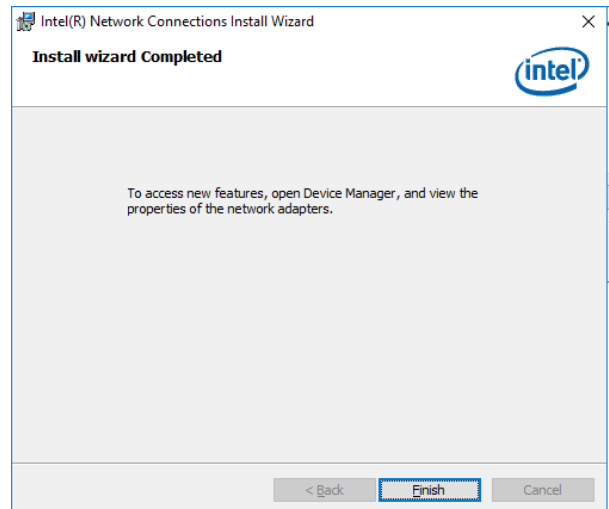 Intel(R) Network Connections Install Wizard
Install wizard Completed
intel
To access new features, open Device Manager, and view the
properties of the network adapters.
< Back
Finish
Cancel